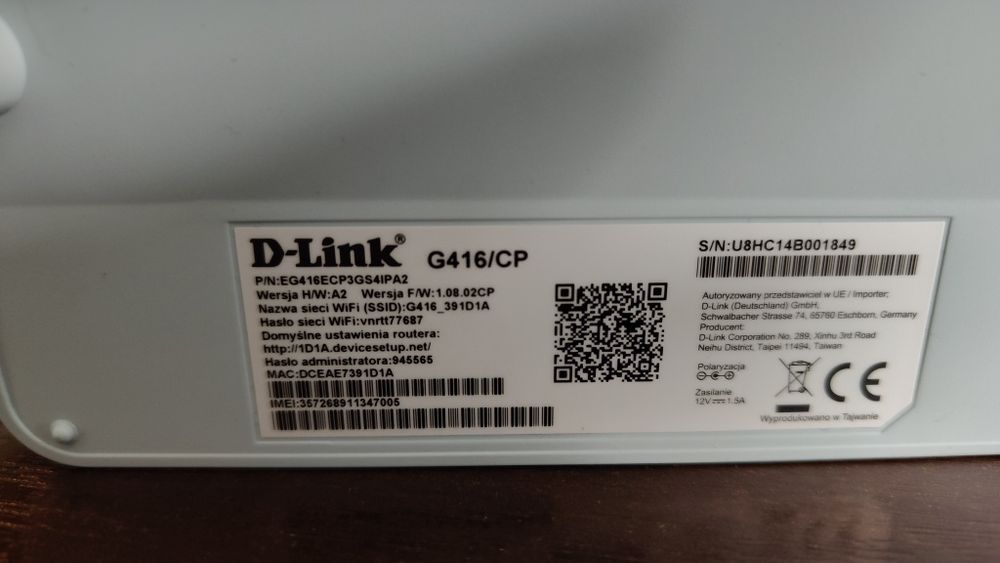 D-Link® G416/CP
P/N:EG416ECP3GS4IPA2
Wersja H/W:A2 Wersja F/W:1.08.02CP
Nazwa sieci WiFi (SSID):G416_391D1A
Hasło sieci WiFi:vnrtt77687
Domyślne ustawienia routera:
http://1D1A.devicesetup.net/
Hasło administratora:945565
MAC:DCEAE7391D1A
IMEI:357268911347005
S/N:U8HC14B001849
Autoryzowany przedstawiciel w UE / Importer;
D-Link (Deutschland) GmbH,
Schwalbacher Strasse 74, 65760 Eschborn, Germany
Producent:
D-Link Corporation No. 289, Xinhu 3rd Road
Neihu District, Taipei 11494, Taiwan
Polaryzacja
Zasilanie
12V⎓1.5A
CE
Wyprodukowano w Tajwanie